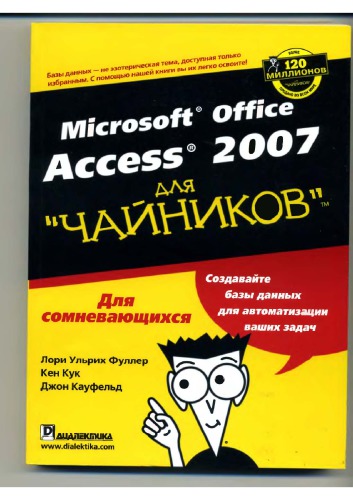 Базы данных — не эзотерическая тема, доступная только
избранным. С помощью нашей книги вы их легко освоите!
120
МИЛЛИОНОВ
Microsoft® Office
Access® 2007
для
"ЧАЙНИКОВ"™
Для
сомневающихся
Создавайте
базы данных
для автоматизации
ваших задач
Лори Ульрих Фуллер
Кен Кук
Джон Кауфельд
ДИАЛЕКТИКА
www.dialektika.com